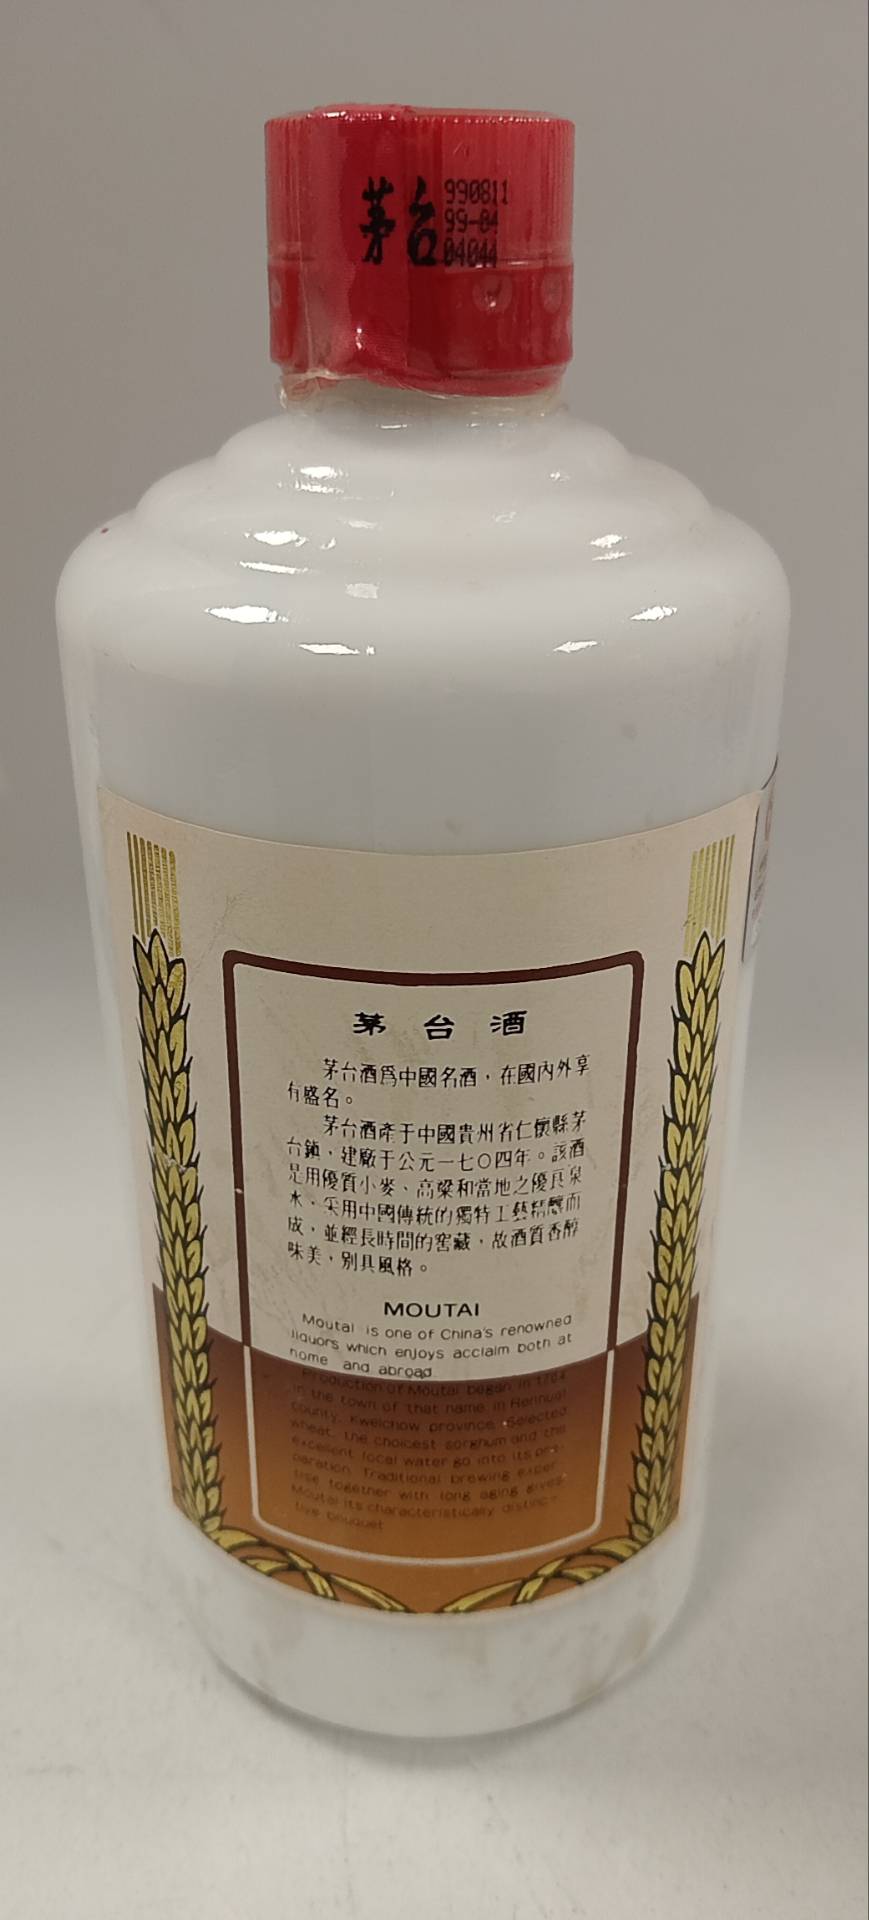 茅台
990811
99-04
04044
茅台酒
茅台酒爲中國名酒，在國內外享
有盛名。
茅台酒產于中國貴州省仁懷縣茅
台鎮，建廠于公元一七〇四年。該酒
是用優質小麥、高粱和當地之優良泉
水，采用中國傳統的獨特工藝精釀而
成，並經長時間的窖藏，故酒質香醇
味美，別具風格。
MOUTAI
Moutai is one of China's renowned
liquors which enjoys acclaim both at
home and abroad.
Production of Moutai began in 1704
in the town of that name in Renhuai
County, Kweichow province. Selected
wheat, the choicest sorghum and the
excellent local water go into its pre-
paration. Traditional brewing exper-
tise together with long aging gives
Moutai its characteristically distinc-
tive bouquet